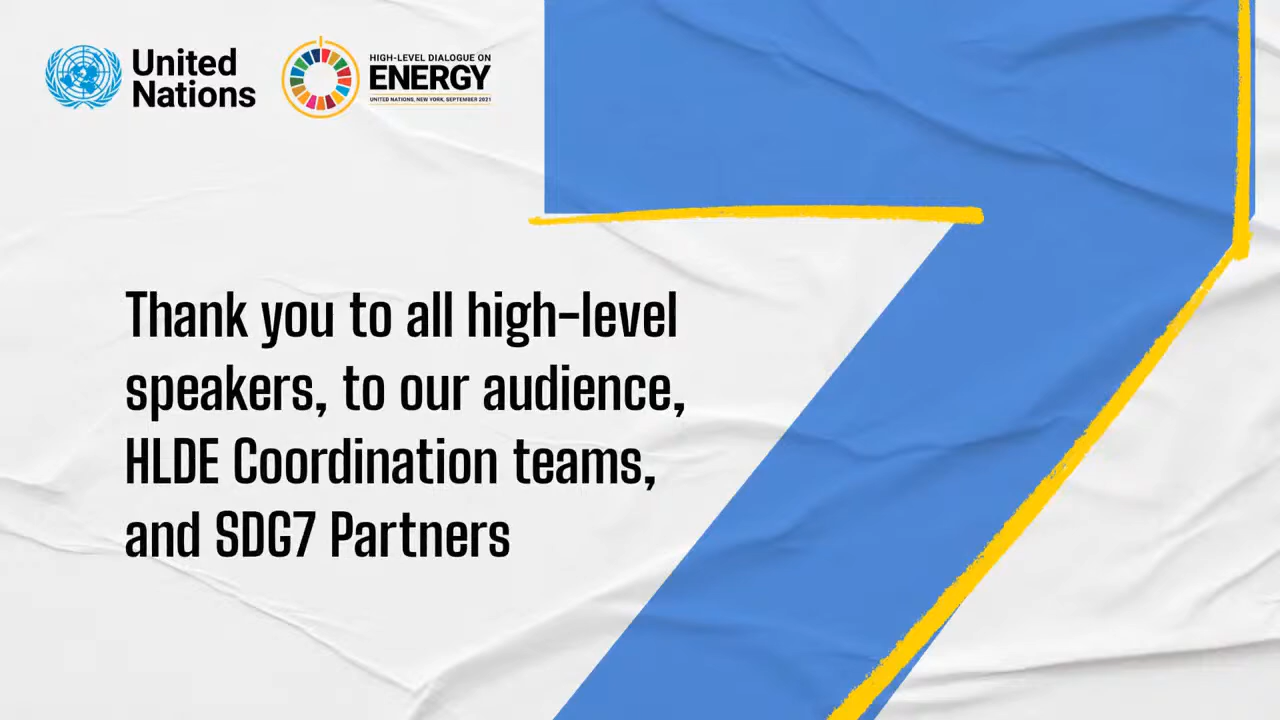 United
Nations
HIGH-LEVEL DIALOGUE ON
ENERGY
UNITED NATIONS, NEW YORK, SEPTEMBER 2021
Thank you to all high-level
speakers, to our audience,
HLDE Coordination teams,
and SDG7 Partners
7